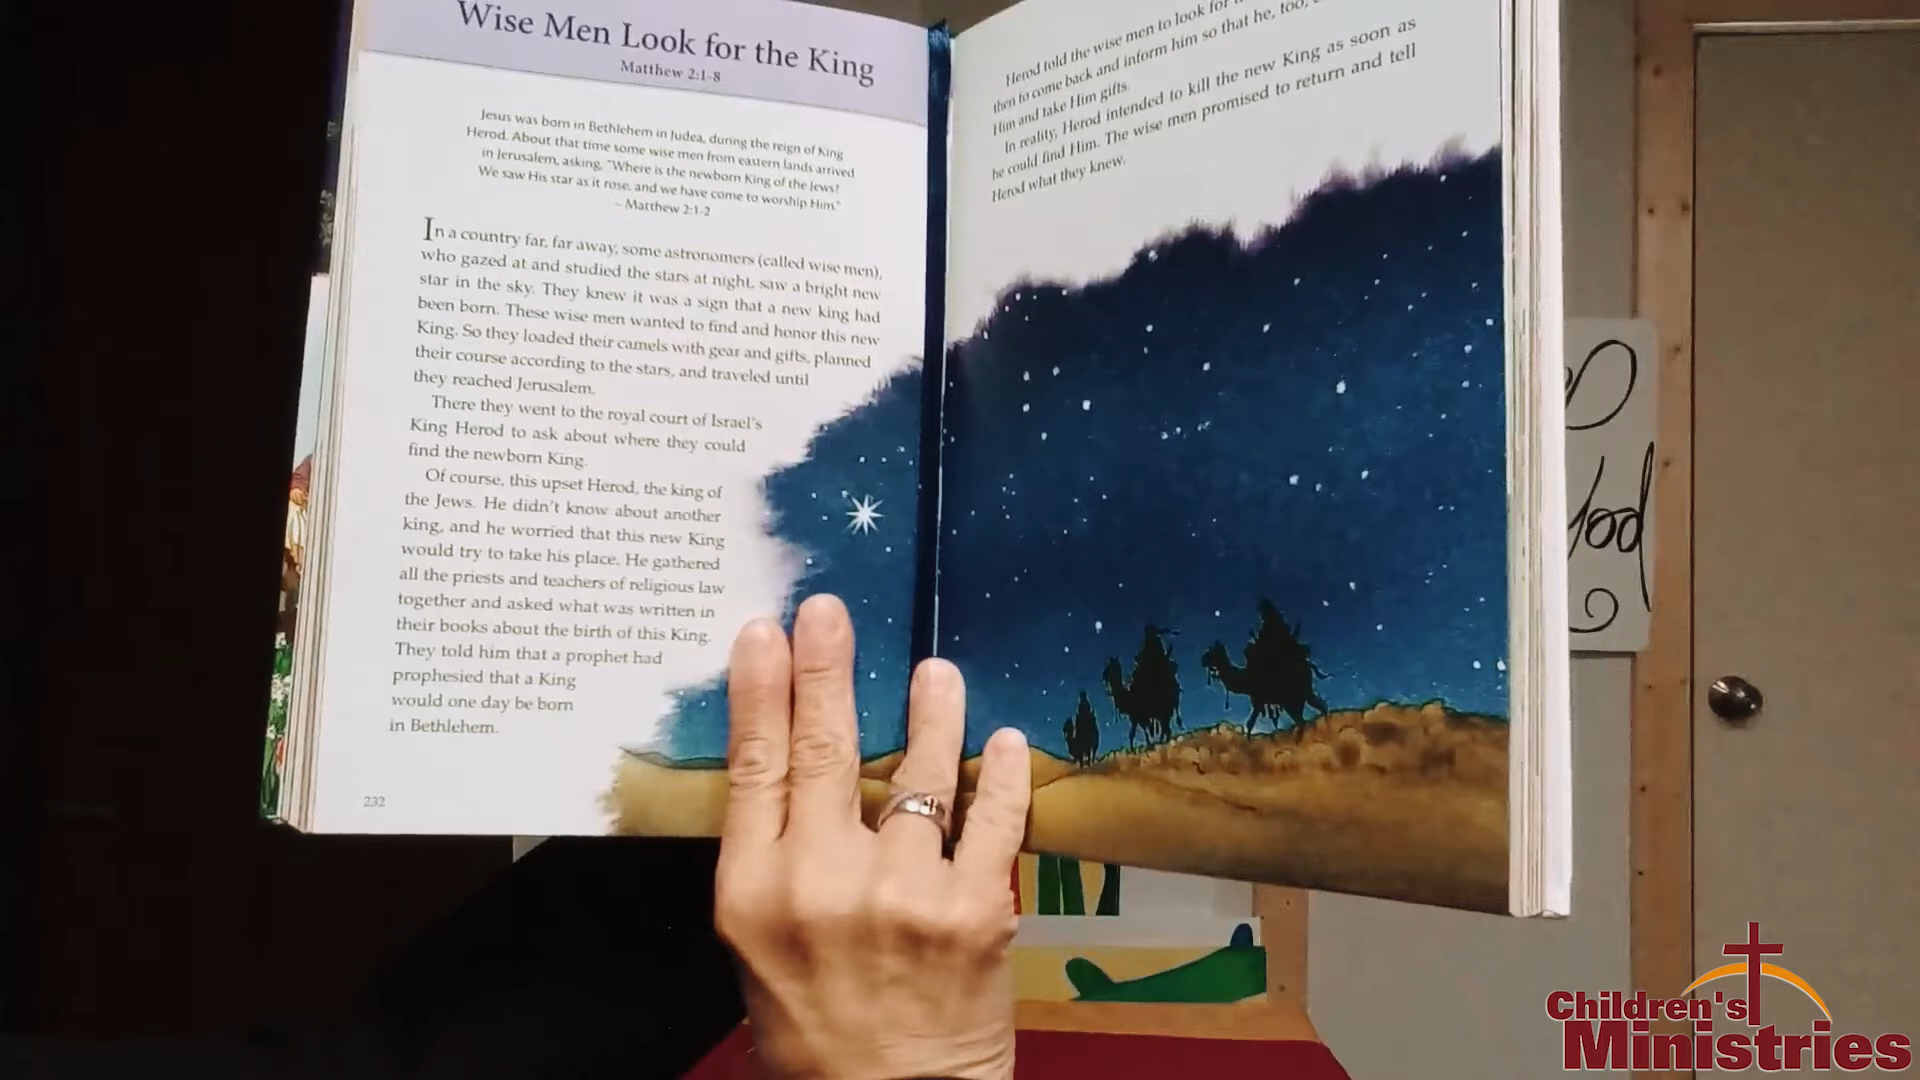 Wise Men Look for the King
Matthew 2:1-8
Jesus was born in Bethlehem in Judea, during the reign of King
Herod. About that time some wise men from eastern lands arrived
in Jerusalem, asking, "Where is the newborn King of the Jews?
We saw His star as it rose, and we have come to worship Him."
~ Matthew 2:1-2
In a country far, far away, some astronomers (called wise men),
who gazed at and studied the stars at night, saw a bright new
star in the sky. They knew it was a sign that a new king had
been born. These wise men wanted to find and honor this new
King. So they loaded their camels with gear and gifts, planned
their course according to the stars, and traveled until
they reached Jerusalem.
There they went to the royal court of Israel's
King Herod to ask about where they could
find the newborn King.
Of course, this upset Herod, the king of
the Jews. He didn't know about another
king, and he worried that this new King
would try to take his place. He gathered
all the priests and teachers of religious law
together and asked what was written in
their books about the birth of this King.
They told him that a prophet had
prophesied that a King
would one day be born
in Bethlehem.
232
Herod told the wise men to look for
then to come back and inform him so that he, too,
Him and take Him gifts.
In reality, Herod intended to kill the new King as soon as
he could find Him. The wise men promised to return and tell
Herod what they knew.
Children's
Ministries